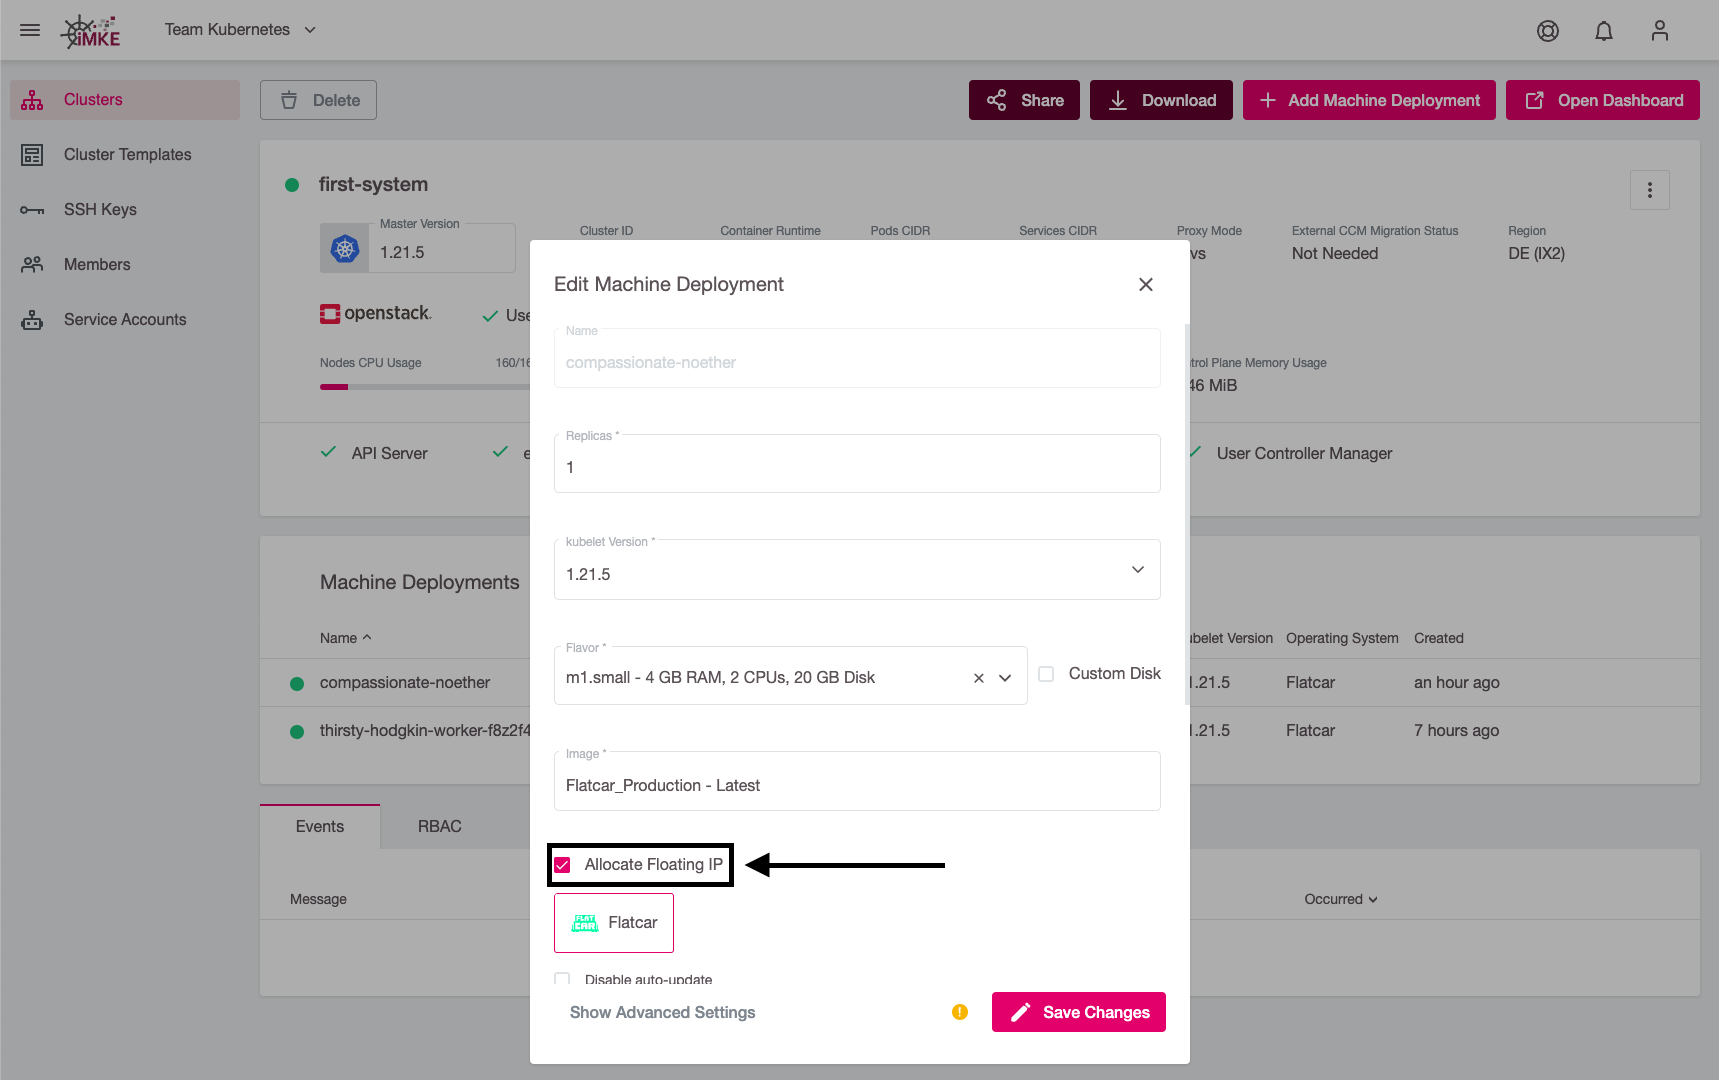 iMKE
Team Kubernetes
Clusters
Cluster Templates
SSH Keys
Members
Service Accounts
Delete
Share
Download
Add Machine Deployment
Open Dashboard
first-system
Master Version
1.21.5
Cluster ID
Container Runtime
Pods CIDR
Services CIDR
Proxy Mode
vs
External CCM Migration Status
Not Needed
Region
DE (IX2)
openstack.
Use
Nodes CPU Usage
160/16
trol Plane Memory Usage
46 MiB
API Server
e
User Controller Manager
Machine Deployments
Name
ubelet Version
Operating System
Created
compassionate-noether
1.21.5
Flatcar
an hour ago
thirsty-hodgkin-worker-f8z2f4
1.21.5
Flatcar
7 hours ago
Events
RBAC
Message
Occurred
Edit Machine Deployment
Name
compassionate-noether
Replicas *
1
kubelet Version *
1.21.5
Flavor *
m1.small - 4 GB RAM, 2 CPUs, 20 GB Disk
Custom Disk
Image *
Flatcar_Production - Latest
Allocate Floating IP
FLAT
CAR
Flatcar
Disable auto-update
Show Advanced Settings
Save Changes